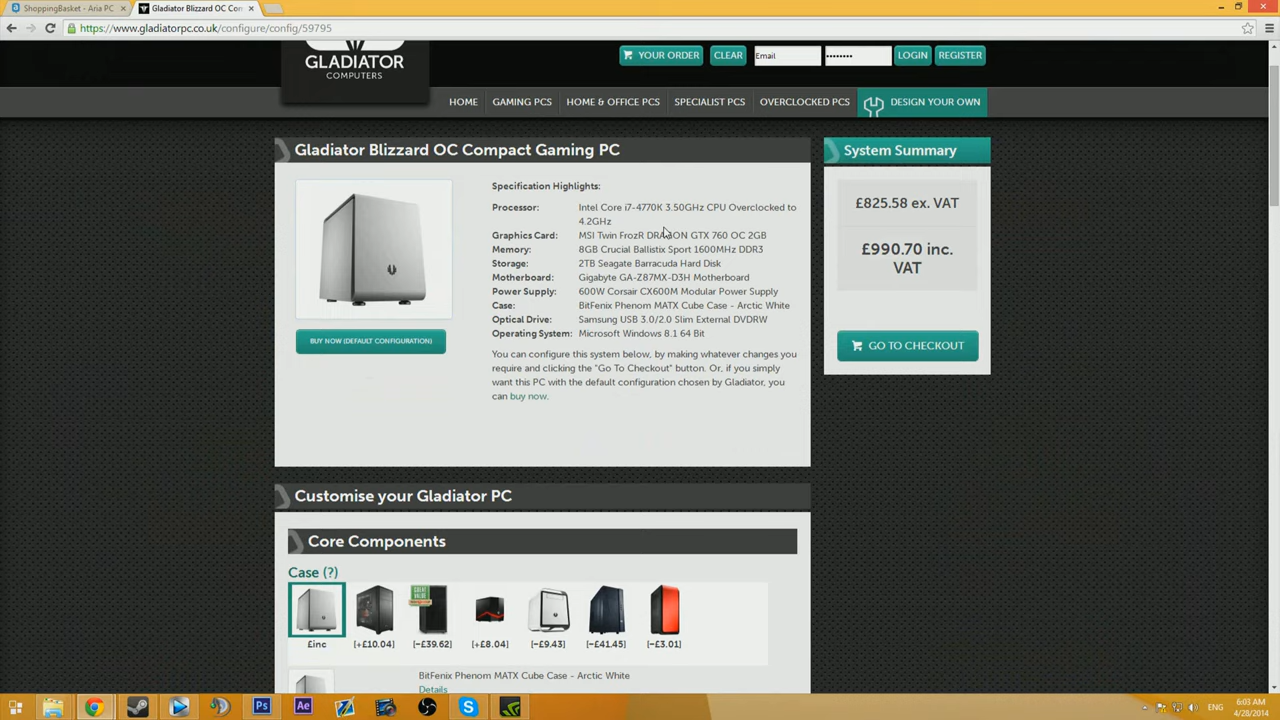 ShoppingBasket - Aria PC
Gladiator Blizzard OC Con
https://www.gladiatorpc.co.uk/configure/config/59795
GLADIATOR
COMPUTERS
YOUR ORDER
CLEAR
Email
••••••••
LOGIN
REGISTER
HOME
GAMING PCS
HOME & OFFICE PCS
SPECIALIST PCS
OVERCLOCKED PCS
DESIGN YOUR OWN
Gladiator Blizzard OC Compact Gaming PC
Specification Highlights:
Processor: Intel Core i7-4770K 3.50GHz CPU Overclocked to
4.2GHz
Graphics Card: MSI Twin FrozR DRAGON GTX 760 OC 2GB
Memory: 8GB Crucial Ballistix Sport 1600MHz DDR3
Storage: 2TB Seagate Barracuda Hard Disk
Motherboard: Gigabyte GA-Z87MX-D3H Motherboard
Power Supply: 600W Corsair CX600M Modular Power Supply
Case: BitFenix Phenom MATX Cube Case - Arctic White
Optical Drive: Samsung USB 3.0/2.0 Slim External DVDRW
Operating System: Microsoft Windows 8.1 64 Bit
BUY NOW (DEFAULT CONFIGURATION)
You can configure this system below, by making whatever changes you
require and clicking the "Go To Checkout" button. Or, if you simply
want this PC with the default configuration chosen by Gladiator, you
can buy now.
System Summary
£825.58 ex. VAT
£990.70 inc.
VAT
GO TO CHECKOUT
Customise your Gladiator PC
Core Components
Case (?)
£inc
[+£10.04]
[-£39.62]
[+£8.04]
[-£9.43]
[-£41.45]
[-£3.01]
BitFenix Phenom MATX Cube Case - Arctic White
Details
Ps
Ae
ENG
6:03 AM
4/28/2014